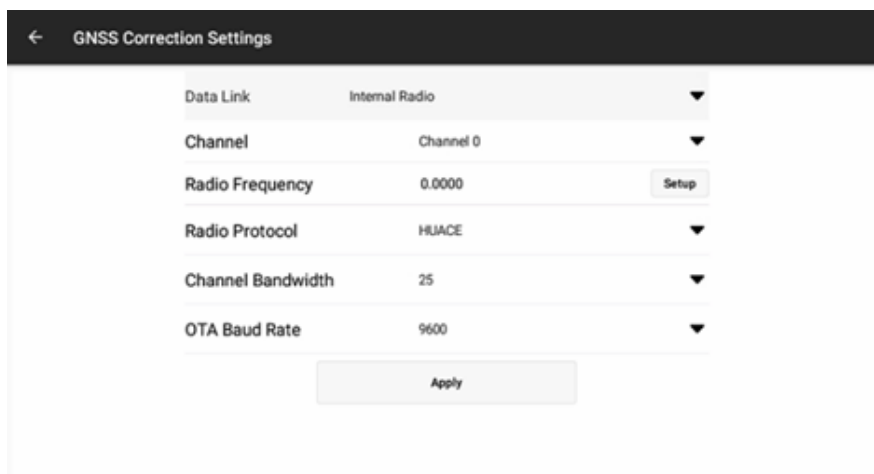 GNSS Correction Settings
Data Link Internal Radio
Channel Channel 0
Radio Frequency 0.0000 Setup
Radio Protocol HUACE
Channel Bandwidth 25
OTA Baud Rate 9600
Apply